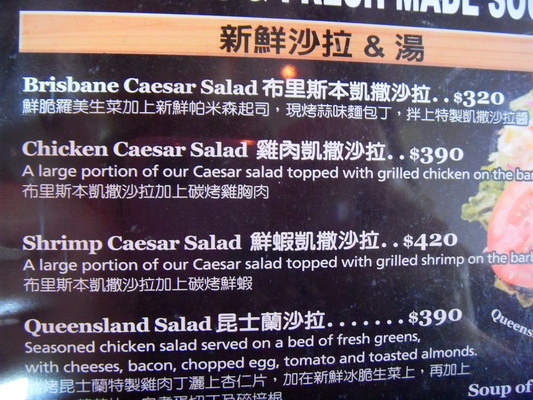 & FRESH MADE
新鮮沙拉 & 湯
Brisbane Caesar Salad 布里斯本凱撒沙拉..$320
鮮脆羅美生菜加上新鮮帕米森起司，現烤蒜味麵包丁，拌上特製凱撒沙拉醬
Chicken Caesar Salad 雞肉凱撒沙拉..$390
A large portion of our Caesar salad topped with grilled chicken on the
布里斯本凱撒沙拉加上碳烤雞胸肉
Shrimp Caesar Salad 鮮蝦凱撒沙拉..$420
A large portion of our Caesar salad topped with grilled shrimp on the
布里斯本凱撒沙拉加上碳烤鮮蝦
Queensland Salad 昆士蘭沙拉.......$390
Seasoned chicken salad served on a bed of fresh greens,
with cheeses, bacon, chopped egg, tomato and toasted almonds.
烤昆士蘭特製雞肉丁灑上杏仁片，加在新鮮冰脆生菜上，再加上
Soup of